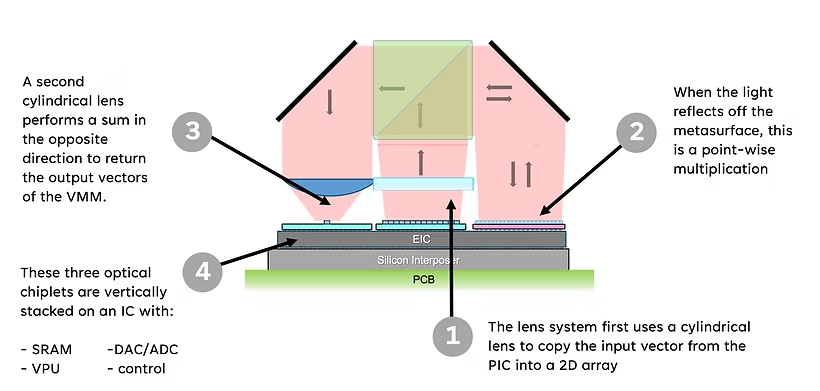 A second
cylindrical lens
performs a sum in
the opposite
direction to return
the output vectors
of the VMM.
3
When the light
reflects off the
metasurface, this
is a point-wise
multiplication
2
These three optical
chiplets are vertically
stacked on an IC with:
- SRAM -DAC/ADC
- VPU - control
4
EIC
Silicon Interposer
PCB
1
The lens system first uses a cylindrical
lens to copy the input vector from the
PIC into a 2D array